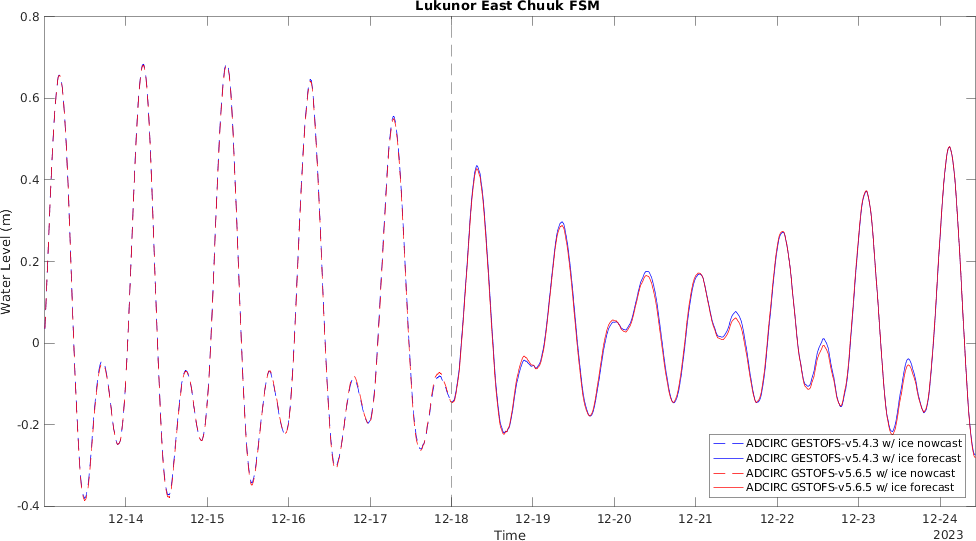 Lukunor East Chuuk FSM
Water Level (m)
0.8
0.6
0.4
0.2
0
-0.2
-0.4
12-14 12-15 12-16 12-17 12-18 12-19 12-20 12-21 12-22 12-23 12-24
Time
2023
ADCIRC GESTOFS-v5.4.3 w/ ice nowcast
ADCIRC GESTOFS-v5.4.3 w/ ice forecast
ADCIRC GSTOFS-v5.6.5 w/ ice nowcast
ADCIRC GSTOFS-v5.6.5 w/ ice forecast